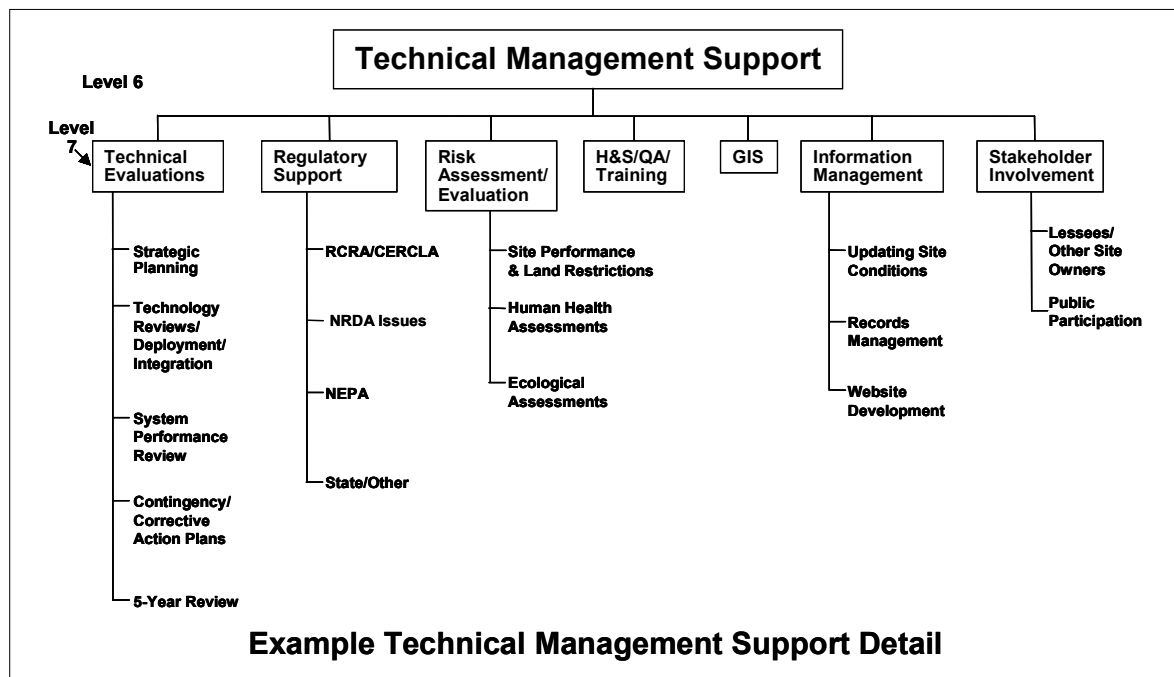 Technical Management Support
Level 6
Level
7
Technical
Evaluations
Regulatory
Support
Risk
Assessment/
Evaluation
H&S/QA/
Training
GIS
Information
Management
Stakeholder
Involvement
Strategic
Planning
Technology
Reviews/
Deployment/
Integration
System
Performance
Review
Contingency/
Corrective
Action Plans
5-Year Review
RCRA/CERCLA
NRDA Issues
NEPA
State/Other
Site Performance
& Land Restrictions
Human Health
Assessments
Ecological
Assessments
Updating Site
Conditions
Records
Management
Website
Development
Lessees/
Other Site
Owners
Public
Participation
Example Technical Management Support Detail